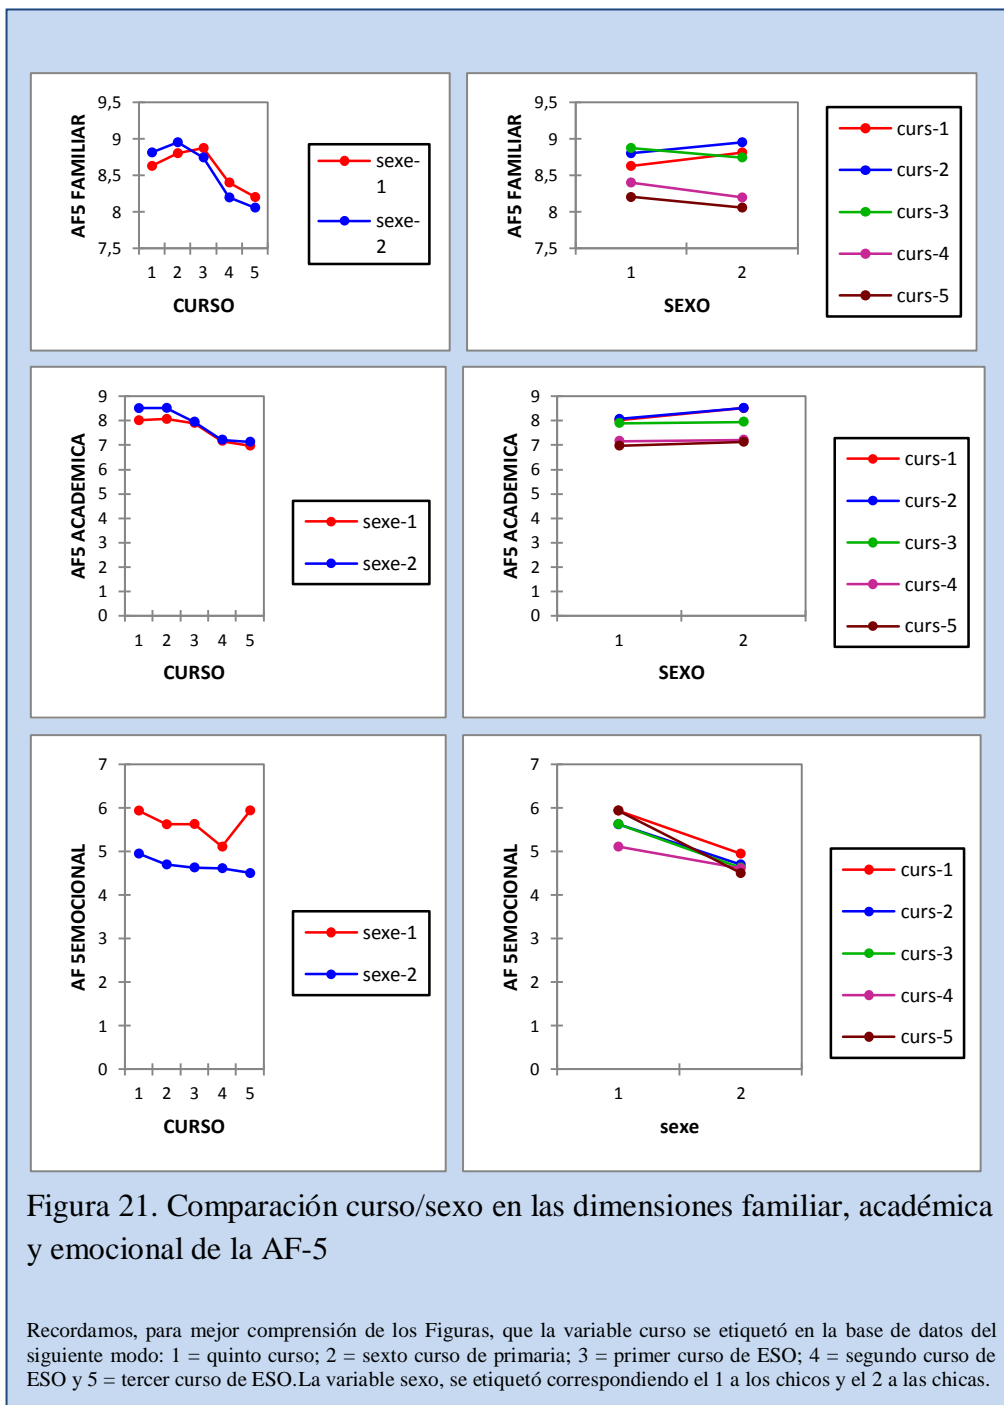 AF5 FAMILIAR
9,5
9
8,5
8
7,5
1 2 3 4 5
CURSO
sexe-
1
sexe-
2
AF5 FAMILIAR
9,5
9
8,5
8
7,5
1 2
SEXO
curs-1
curs-2
curs-3
curs-4
curs-5
AF5 ACADEMICA
9
8
7
6
5
4
3
2
1
0
1 2 3 4 5
CURSO
sexe-1
sexe-2
AF5 ACADEMICA
9
8
7
6
5
4
3
2
1
0
1 2
SEXO
curs-1
curs-2
curs-3
curs-4
curs-5
AF 5EMOCIONAL
7
6
5
4
3
2
1
0
1 2 3 4 5
CURSO
sexe-1
sexe-2
AF 5EMOCIONAL
7
6
5
4
3
2
1
0
1 2
sexe
curs-1
curs-2
curs-3
curs-4
curs-5
Figura 21. Comparación curso/sexo en las dimensiones familiar, académica
y emocional de la AF-5
Recordamos, para mejor comprensión de los Figuras, que la variable curso se etiquetó en la base de datos del
siguiente modo: 1 = quinto curso; 2 = sexto curso de primaria; 3 = primer curso de ESO; 4 = segundo curso de
ESO y 5 = tercer curso de ESO.La variable sexo, se etiquetó correspondiendo el 1 a los chicos y el 2 a las chicas.